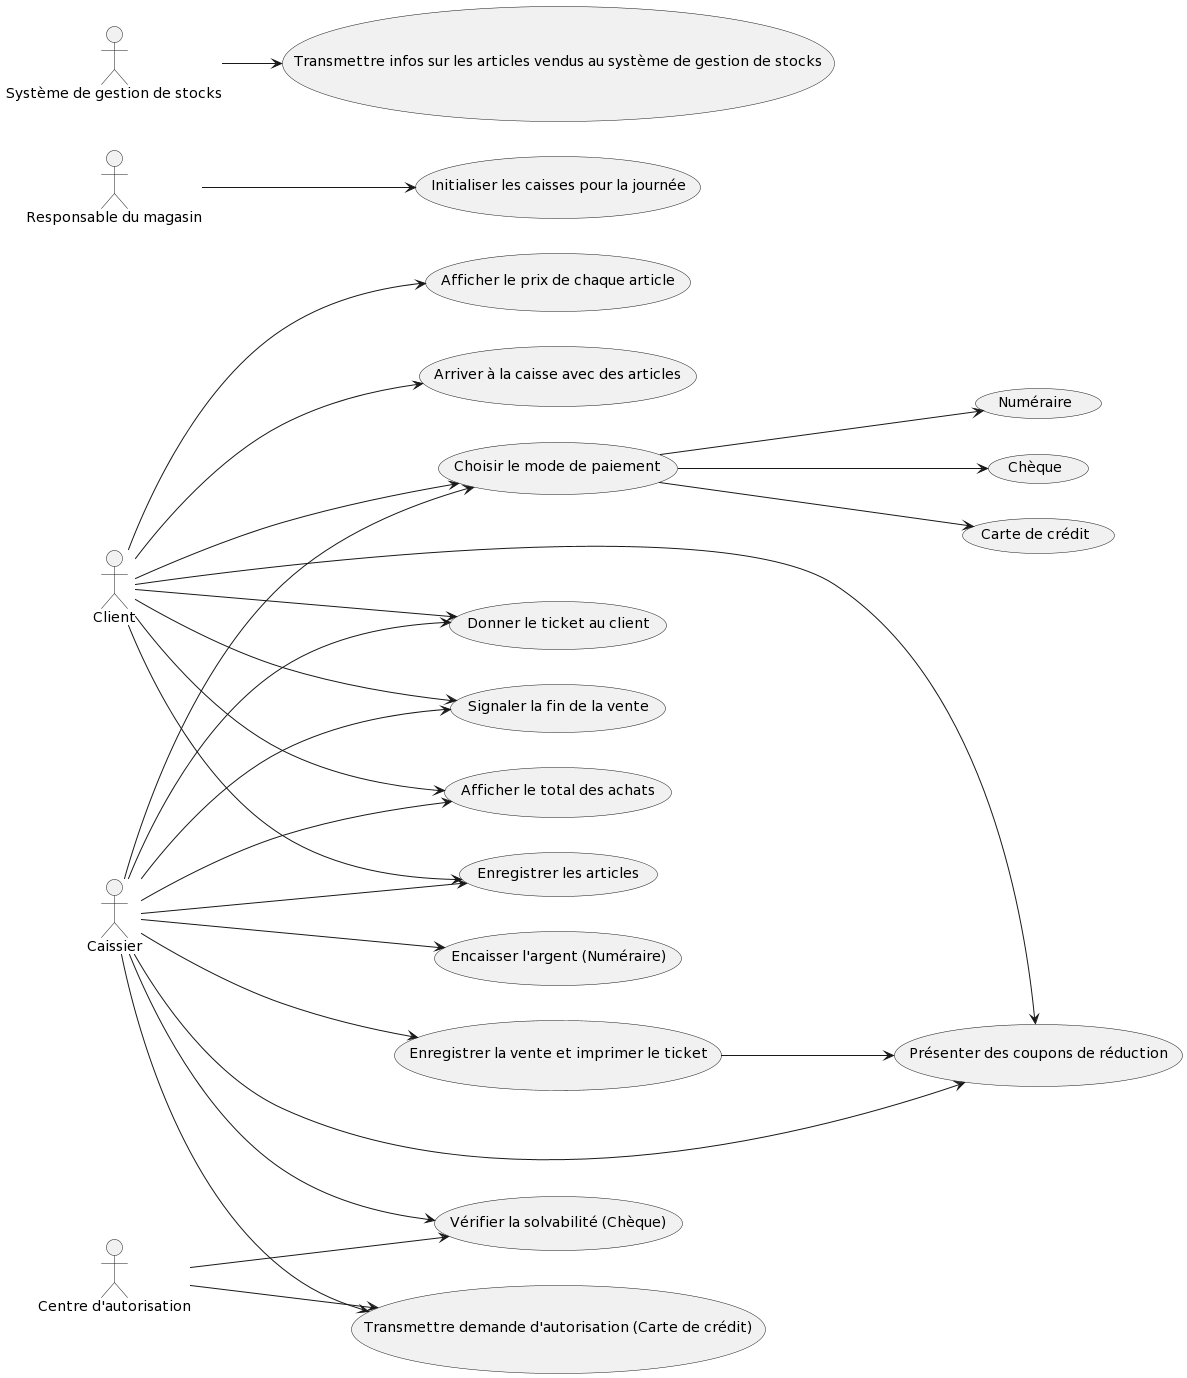 Transmettre infos sur les articles vendus au système de gestion de stocks
Système de gestion de stocks
Initialiser les caisses pour la journée
Responsable du magasin
Afficher le prix de chaque article
Arriver à la caisse avec des articles
Numéraire
Choisir le mode de paiement
Chèque
Carte de crédit
Client
Donner le ticket au client
Signaler la fin de la vente
Afficher le total des achats
Enregistrer les articles
Caissier
Encaisser l'argent (Numéraire)
Enregistrer la vente et imprimer le ticket
Présenter des coupons de réduction
Vérifier la solvabilité (Chèque)
Centre d'autorisation
Transmettre demande d'autorisation (Carte de crédit)